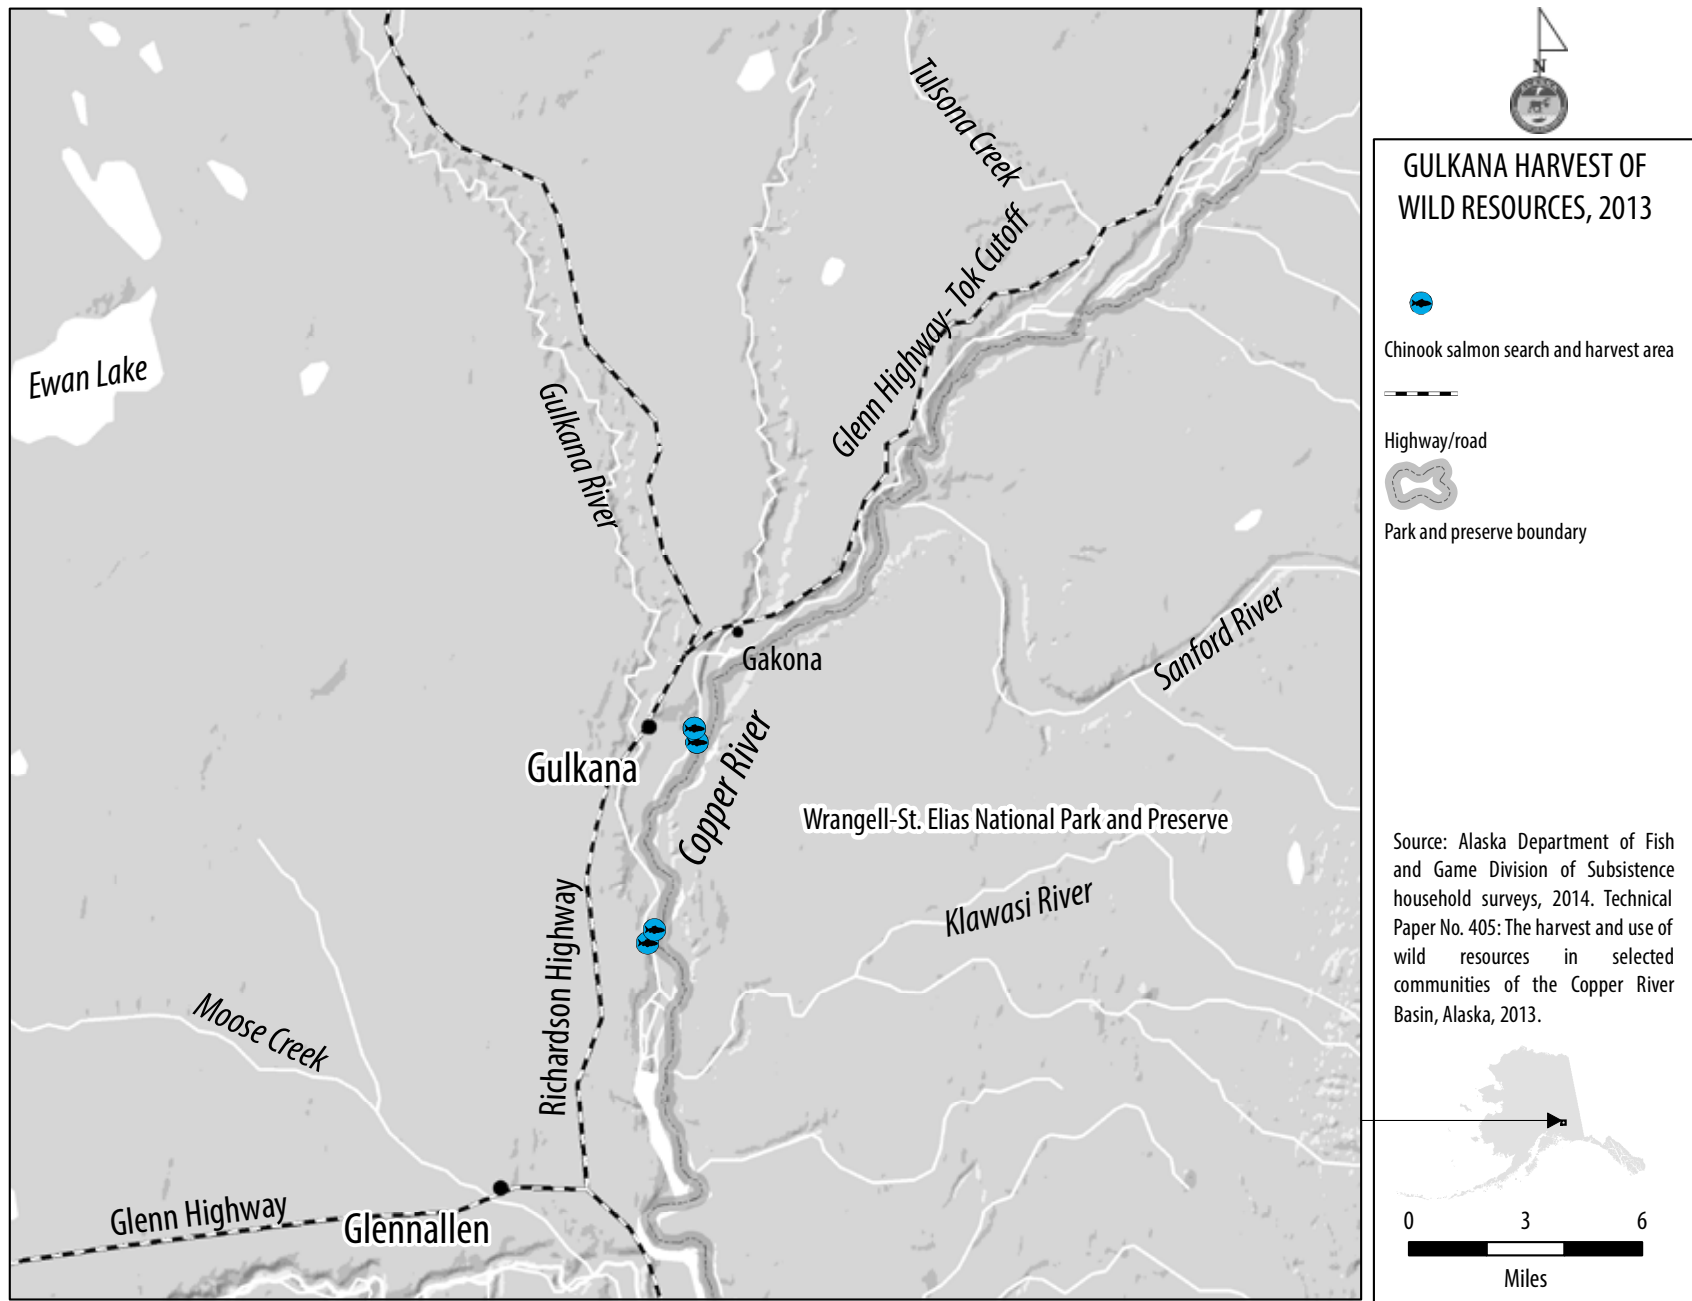 Tulsona Creek
Glenn Highway- Tok Cutoff
Ewan Lake
Gulkana River
Sanford River
Gakona
Gulkana
Copper River
Wrangell-St. Elias National Park and Preserve
Klawasi River
Richardson Highway
Moose Creek
Glenn Highway
Glennallen
N
GULKANA HARVEST OF
WILD RESOURCES, 2013
Chinook salmon search and harvest area
Highway/road
Park and preserve boundary
Source: Alaska Department of Fish
and Game Division of Subsistence
household surveys, 2014. Technical
Paper No. 405: The harvest and use of
wild resources in selected
communities of the Copper River
Basin, Alaska, 2013.
0 3 6
Miles